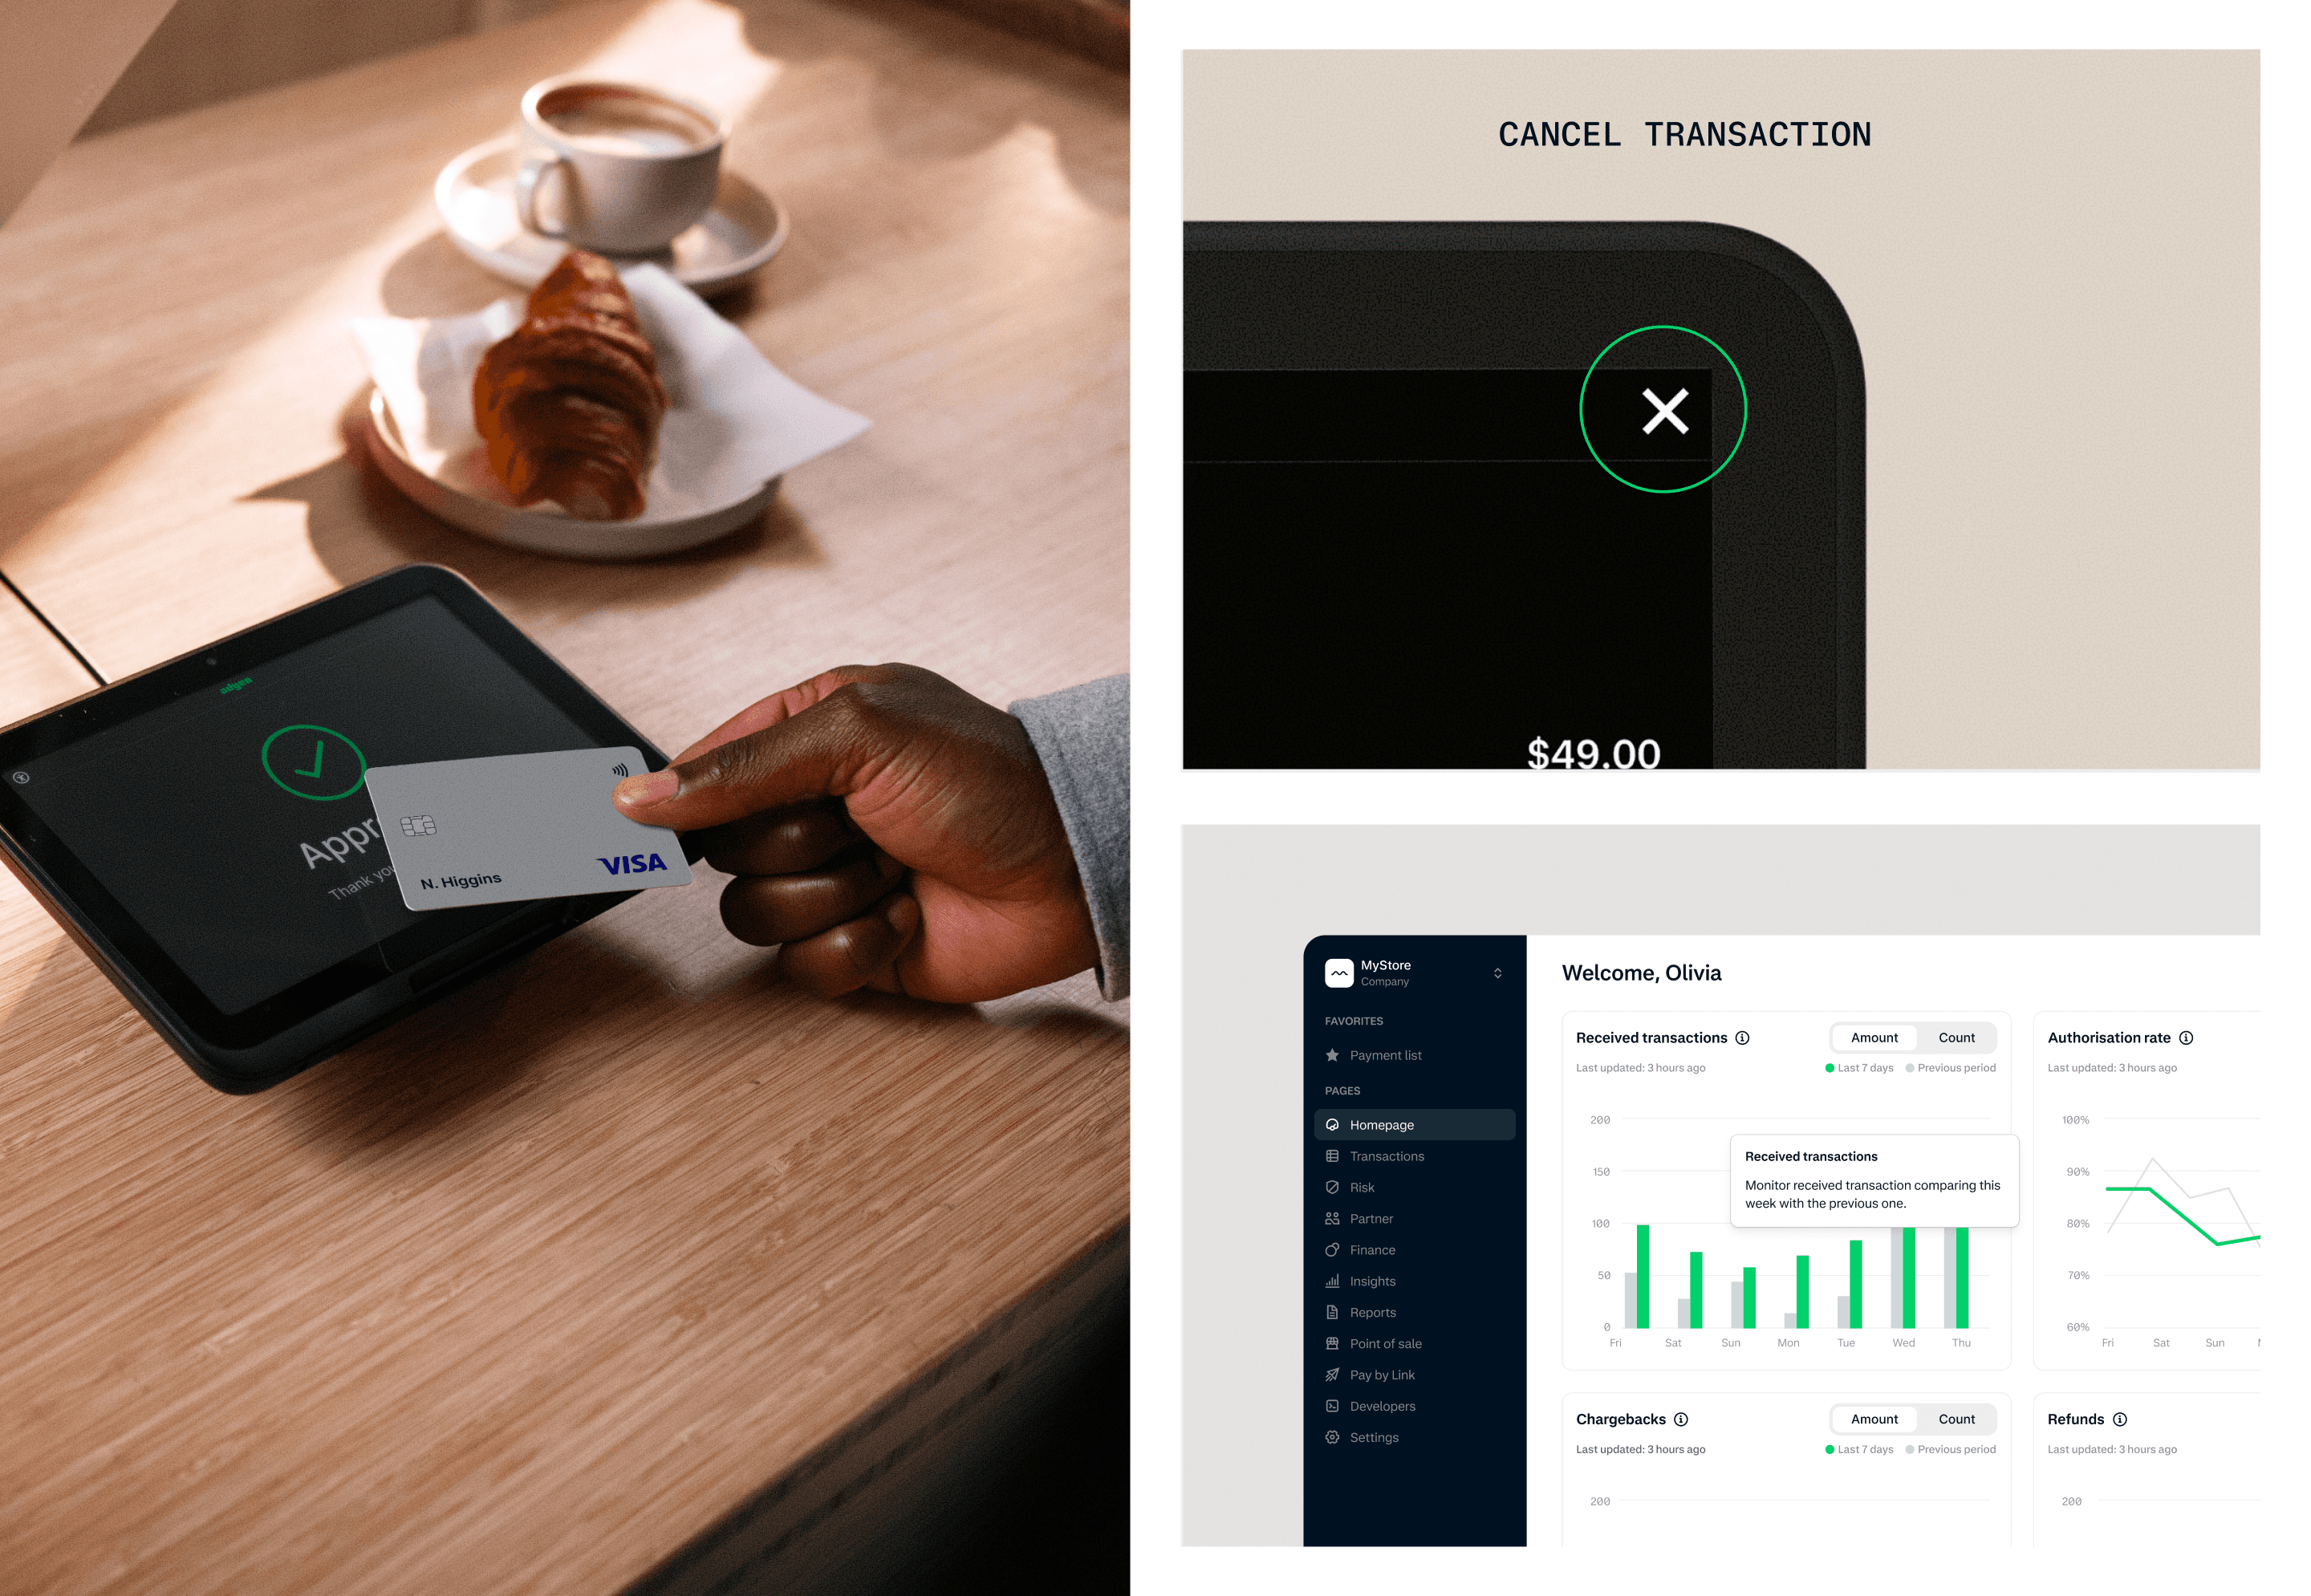 adyen
Appr
Thank you
N. Higgins
VISA
CANCEL TRANSACTION
$49.00
MyStore
Company
FAVORITES
Payment list
PAGES
Homepage
Transactions
Risk
Partner
Finance
Insights
Reports
Point of sale
Pay by Link
Developers
Settings
Welcome, Olivia
Received transactions
Amount Count
Last updated: 3 hours ago
Last 7 days Previous period
200
150
100
50
0
Fri Sat Sun Mon Tue Wed Thu
Received transactions
Monitor received transaction comparing this
week with the previous one.
Authorisation rate
Last updated: 3 hours ago
100%
90%
80%
70%
60%
Fri Sat Sun
Chargebacks
Amount Count
Last updated: 3 hours ago
Last 7 days Previous period
200
Refunds
Last updated: 3 hours ago
200